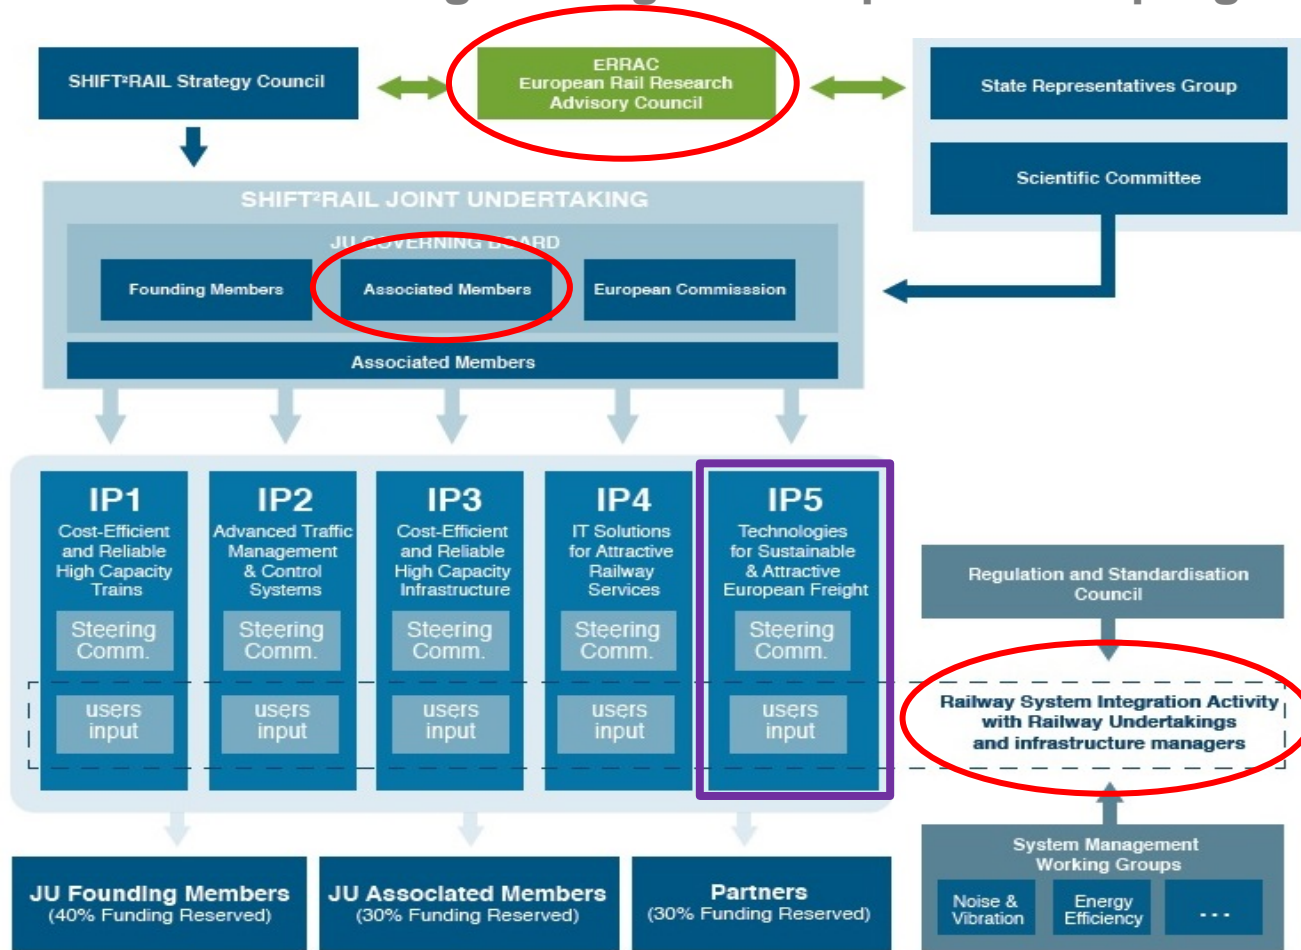 SHIFT²RAIL Strategy Council
ERRAC
European Rail Research
Advisory Council
State Representatives Group
Scientific Committee
SHIFT²RAIL JOINT UNDERTAKING
JU GOVERNING BOARD
Founding Members
Associated Members
European Commisssion
Associated Members
IP1
Cost-Efficient
and Reliable
High Capacity
Trains
Steering
Comm.
users
input
IP2
Advanced Traffic
Management
& Control
Systems
Steering
Comm.
users
input
IP3
Cost-Efficient
and Reliable
High Capacity
Infrastructure
Steering
Comm.
users
input
IP4
IT Solutions
for Attractive
Railway
Services
Steering
Comm.
users
input
IP5
Technologies
for Sustainable
& Attractive
European Freight
Steering
Comm.
users
input
Regulation and Standardisation
Council
Railway System Integration Activity
with Railway Undertakings
and infrastructure managers
System Management
Working Groups
Noise &
Vibration
Energy
Efficiency
...
JU Founding Members
(40% Funding Reserved)
JU Associated Members
(30% Funding Reserved)
Partners
(30% Funding Reserved)